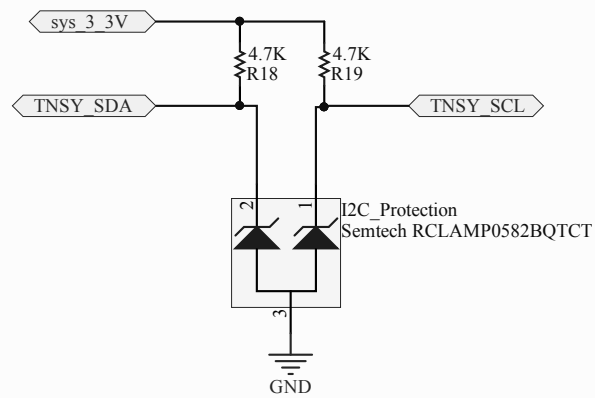 sys_3_3V
4.7K
R18
4.7K
R19
TNSY_SDA
TNSY_SCL
2
1
I2C_Protection
Semtech RCLAMP0582BQTCT
3
GND